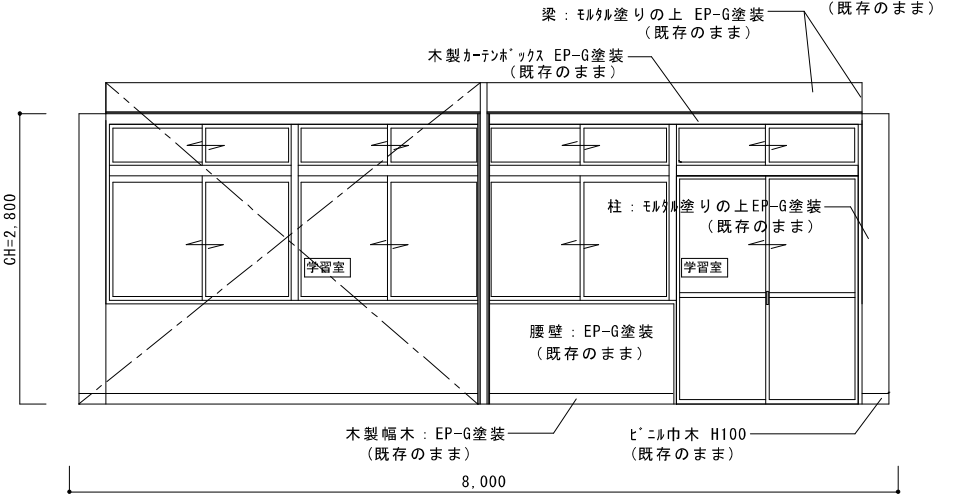 (既存のまま)
梁：ﾓﾙﾀﾙ塗りの上 EP-G塗装
(既存のまま)
木製ｶｰﾃﾝﾎﾞｯｸｽ EP-G塗装
(既存のまま)
CH=2,800
柱：ﾓﾙﾀﾙ塗りの上EP-G塗装
(既存のまま)
学習室
学習室
腰壁：EP-G塗装
(既存のまま)
木製幅木：EP-G塗装
(既存のまま)
ﾋﾞﾆﾙ巾木 H100
(既存のまま)
8,000